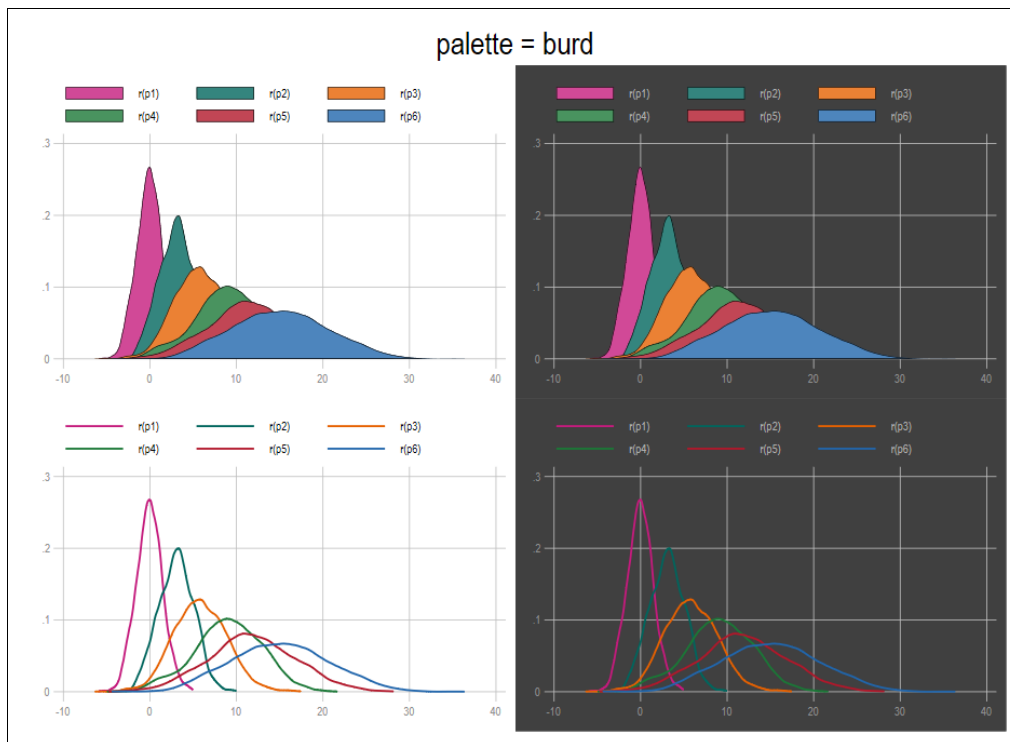 palette = burd
r(p1) r(p2) r(p3)
r(p4) r(p5) r(p6)
.3
.2
.1
0
-10 0 10 20 30 40
r(p1) r(p2) r(p3)
r(p4) r(p5) r(p6)
.3
.2
.1
0
-10 0 10 20 30 40
r(p1) r(p2) r(p3)
r(p4) r(p5) r(p6)
.3
.2
.1
0
-10 0 10 20 30 40
r(p1) r(p2) r(p3)
r(p4) r(p5) r(p6)
.3
.2
.1
0
-10 0 10 20 30 40